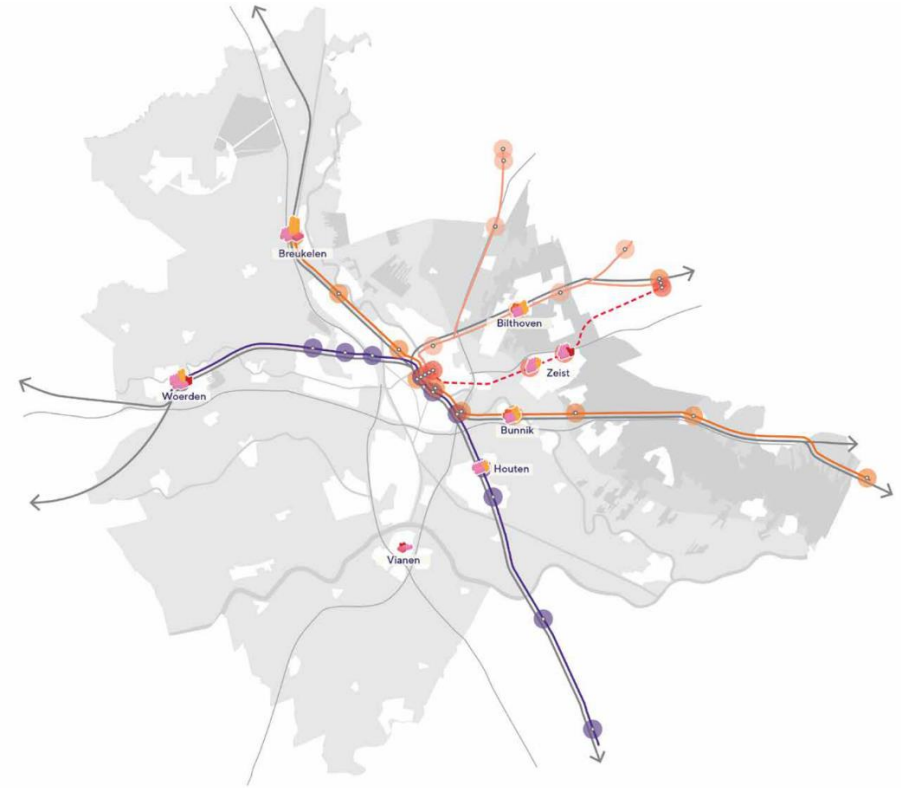 Breukelen
Bilthoven
Zeist
Woerden
Bunnik
Houten
Vianen